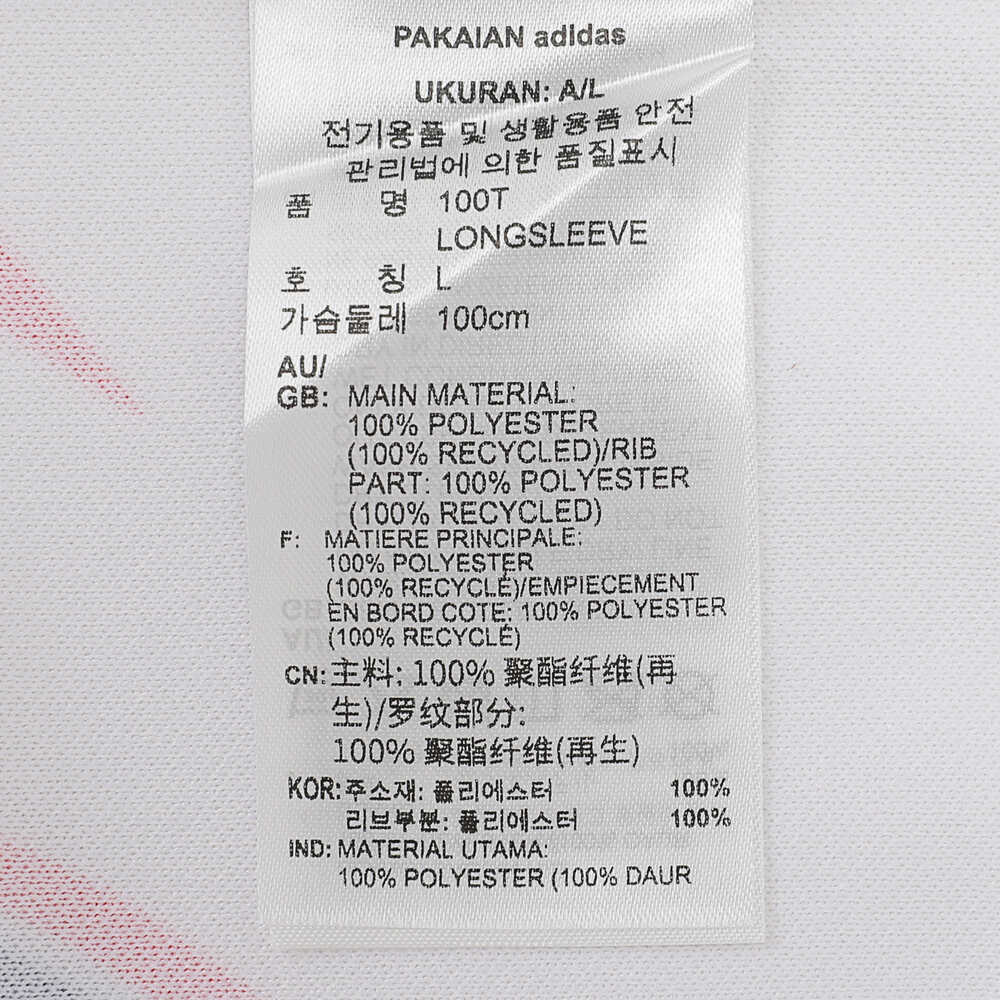 PAKAIAN adidas
UKURAN: A/L
전기용품 및 생활용품 안전
관리법에 의한 품질표시
품 명 100T
LONGSLEEVE
호 칭 L
가슴둘레 100cm
AU/
GB: MAIN MATERIAL:
100% POLYESTER
(100% RECYCLED)/RIB
PART: 100% POLYESTER
(100% RECYCLED)
F: MATIERE PRINCIPALE:
100% POLYESTER
(100% RECYCLÉ)/EMPIECEMENT
EN BORD COTE: 100% POLYESTER
(100% RECYCLÉ)
CN: 主料: 100% 聚酯纤维(再
生)/罗纹部分:
100% 聚酯纤维(再生)
KOR: 주소재: 폴리에스터 100%
리브부분: 폴리에스터 100%
IND: MATERIAL UTAMA:
100% POLYESTER (100% DAUR